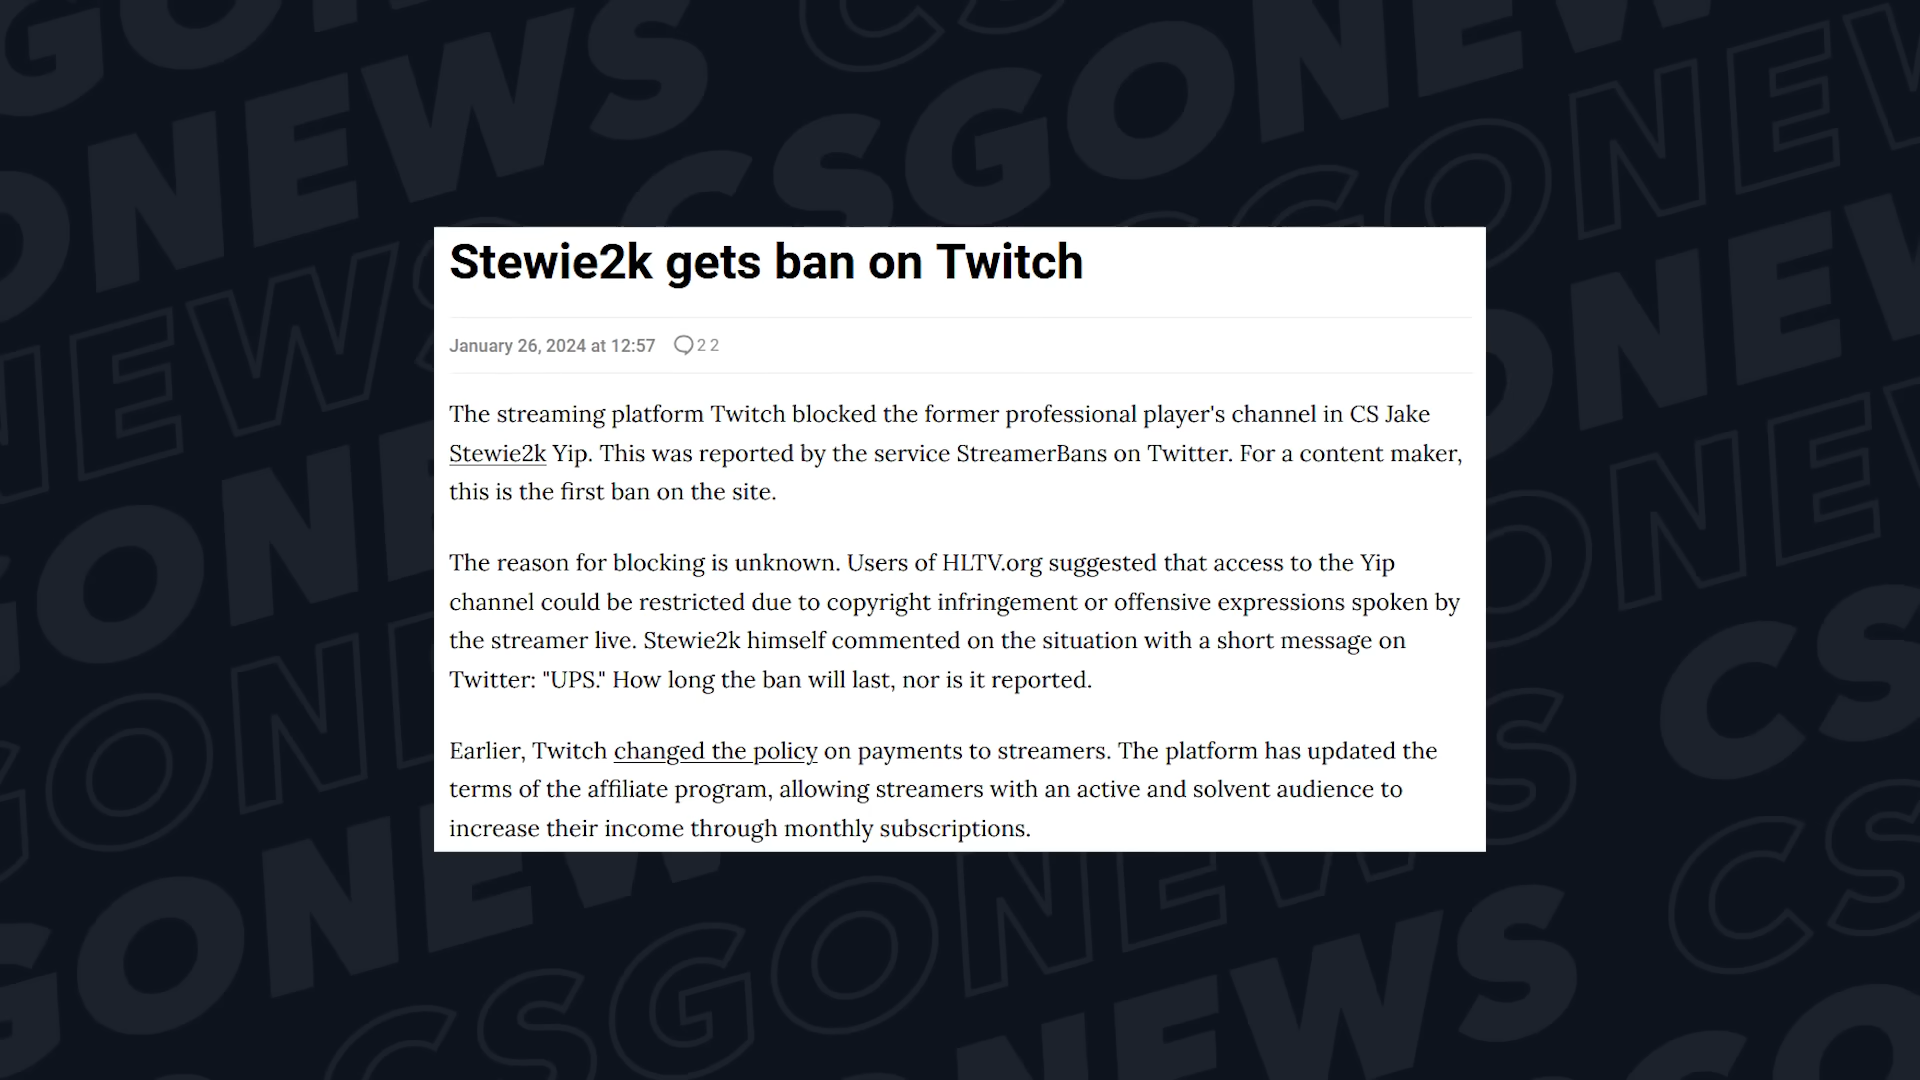 Stewie2k gets ban on Twitch
January 26, 2024 at 12:57 22
The streaming platform Twitch blocked the former professional player's channel in CS Jake
Stewie2k Yip. This was reported by the service StreamerBans on Twitter. For a content maker,
this is the first ban on the site.
The reason for blocking is unknown. Users of HLTV.org suggested that access to the Yip
channel could be restricted due to copyright infringement or offensive expressions spoken by
the streamer live. Stewie2k himself commented on the situation with a short message on
Twitter: "UPS." How long the ban will last, nor is it reported.
Earlier, Twitch changed the policy on payments to streamers. The platform has updated the
terms of the affiliate program, allowing streamers with an active and solvent audience to
increase their income through monthly subscriptions.
CSGONEWS